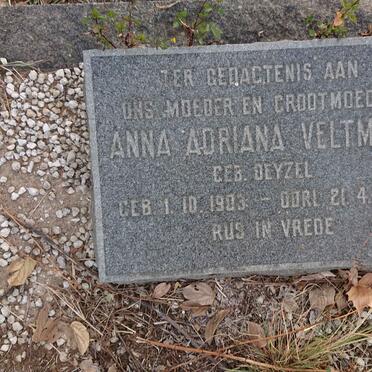 TER GEDAGTENIS AAN
ONS MOEDER EN GROOTMOED
ANNA ADRIANA VELTM
GEB. DEYZEL
GEB. 1.10.1903 – OORL. 21.4.
RUS IN VREDE